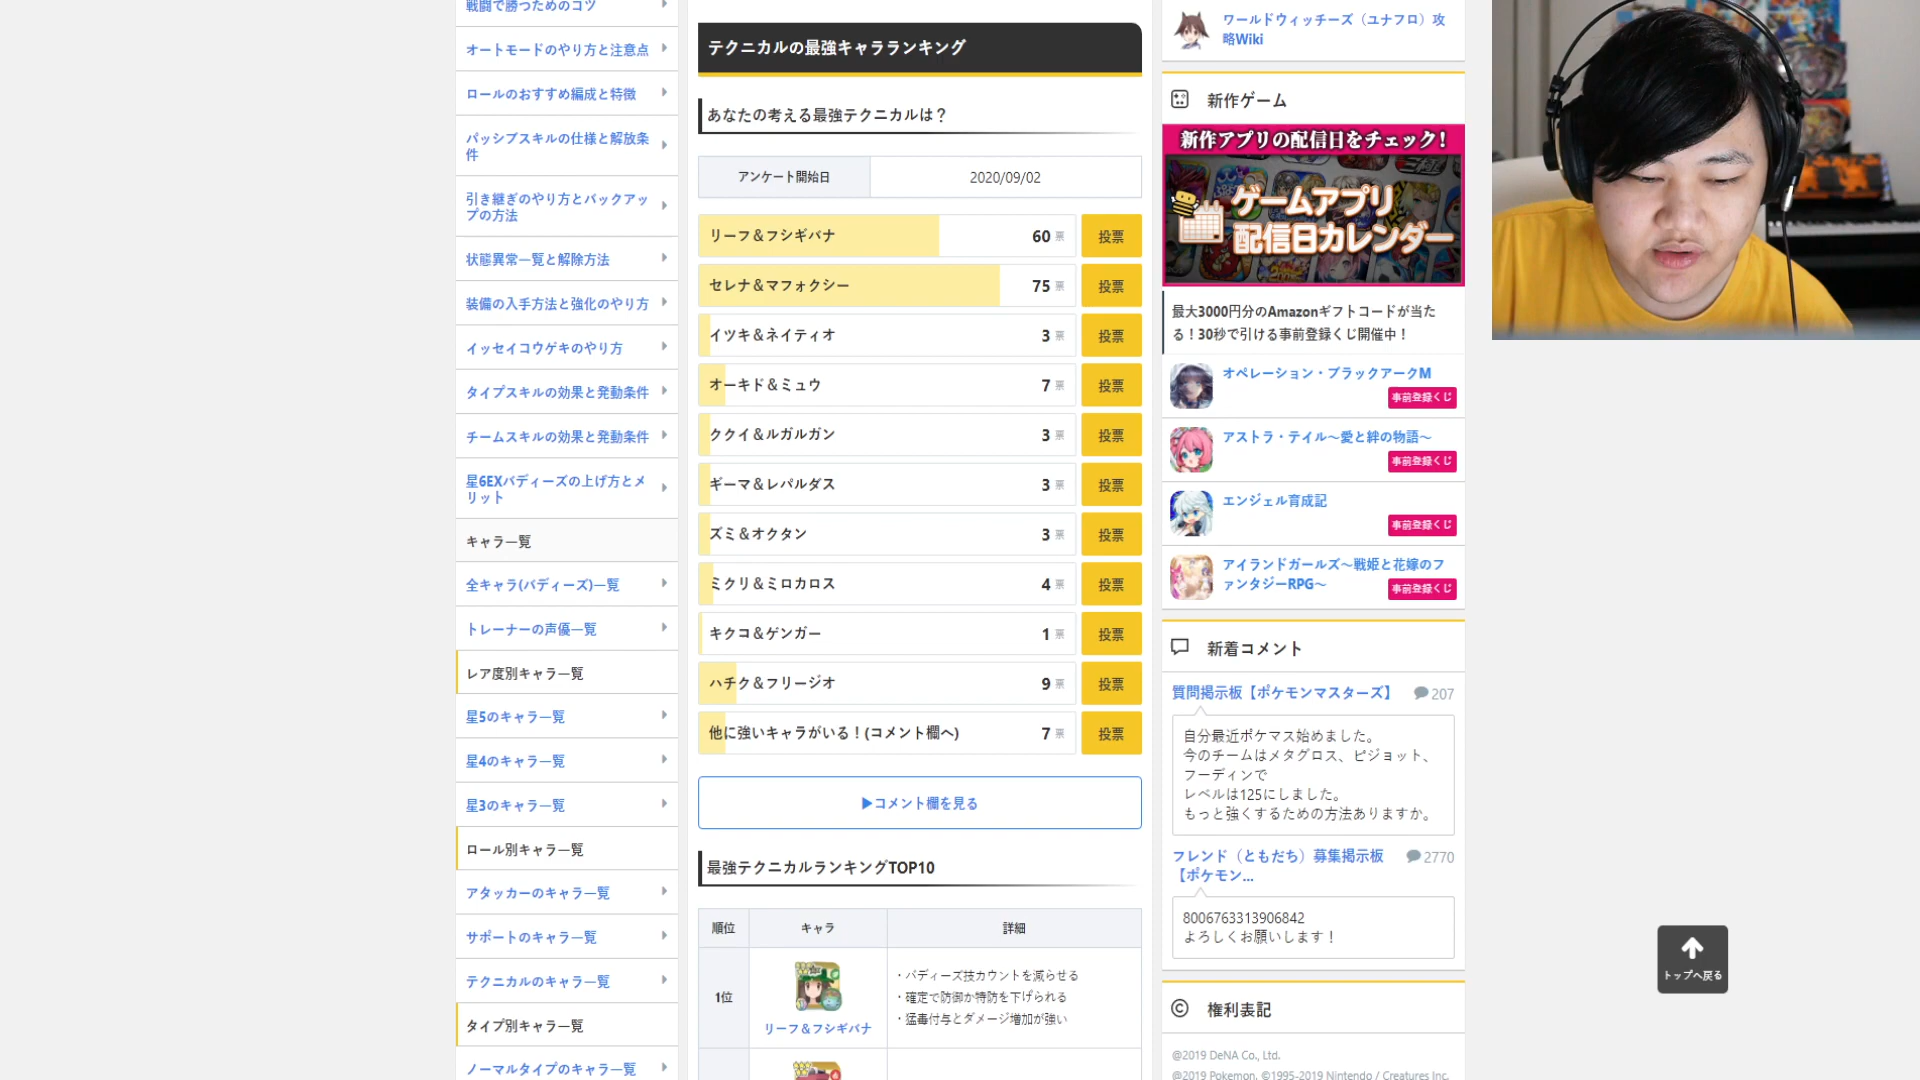 戦闘で勝つためのコツ
オートモードのやり方と注意点
ロールのおすすめ編成と特徴
パッシブスキルの仕様と解放条
件
引き継ぎのやり方とバックアッ
プの方法
状態異常一覧と解除方法
装備の入手方法と強化のやり方
イッセイコウゲキのやり方
タイプスキルの効果と発動条件
チームスキルの効果と発動条件
星6EXバディーズの上げ方とメ
リット
キャラ一覧
全キャラ(バディーズ)一覧
トレーナーの声優一覧
レア度別キャラ一覧
星5のキャラ一覧
星4のキャラ一覧
星3のキャラ一覧
ロール別キャラ一覧
アタッカーのキャラ一覧
サポートのキャラ一覧
テクニカルのキャラ一覧
タイプ別キャラ一覧
ノーマルタイプのキャラ一覧
テクニカルの最強キャラランキング
あなたの考える最強テクニカルは？
アンケート開始日 2020/09/02
リーフ＆フシギバナ 60 票 投票
セレナ＆マフォクシー 75 票 投票
イツキ＆ネイティオ 3 票 投票
オーキド＆ミュウ 7 票 投票
ククイ＆ルガルガン 3 票 投票
ギーマ＆レパルダス 3 票 投票
ズミ＆オクタン 3 票 投票
ミクリ＆ミロカロス 4 票 投票
キクコ＆ゲンガー 1 票 投票
ハチク＆フリージオ 9 票 投票
他に強いキャラがいる！(コメント欄へ) 7 票 投票
▶コメント欄を見る
最強テクニカルランキングTOP10
順位 キャラ 詳細
1位
リーフ＆フシギバナ
・バディーズ技カウントを減らせる
・確定で防御か特防を下げられる
・猛毒付与とダメージ増加が強い
ワールドウィッチーズ（ユナフロ）攻
略Wiki
新作ゲーム
新作アプリの配信日をチェック！
ゲームアプリ
配信日カレンダー
最大3000円分のAmazonギフトコードが当た
る！30秒で引ける事前登録くじ開催中！
オペレーション・ブラックアークM
事前登録くじ
アストラ・テイル～愛と絆の物語～
事前登録くじ
エンジェル育成記
事前登録くじ
アイランドガールズ～戦姫と花嫁のフ
ァンタジーRPG～
事前登録くじ
新着コメント
質問掲示板【ポケモンマスターズ】 207
自分最近ポケマス始めました。
今のチームはメタグロス、ピジョット、
フーディンで
レベルは125にしました。
もっと強くするための方法ありますか。
フレンド（ともだち）募集掲示板 2770
【ポケモン...
8006763313906842
よろしくお願いします！
権利表記
@2019 DeNA Co., Ltd.
@2019 Pokemon. ©1995-2019 Nintendo / Creatures Inc.
トップへ戻る